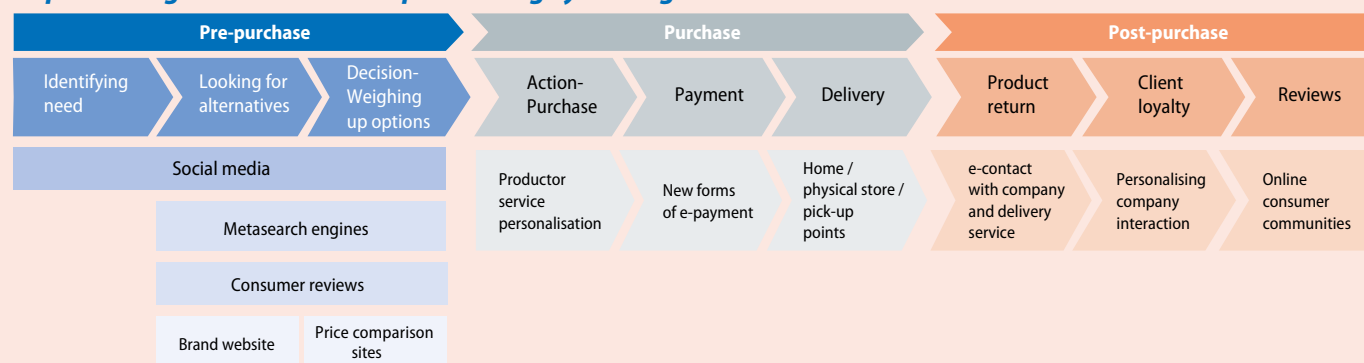 Pre-purchase
Purchase
Post-purchase
Identifying
need
Looking for
alternatives
Decision-
Weighing
up options
Action-
Purchase
Payment
Delivery
Product
return
Client
loyalty
Reviews
Social media
Metasearch engines
Consumer reviews
Brand website
Price comparison
sites
Productor
service
personalisation
New forms
of e-payment
Home /
physical store /
pick-up
points
e-contact
with company
and delivery
service
Personalising
company
interaction
Online
consumer
communities